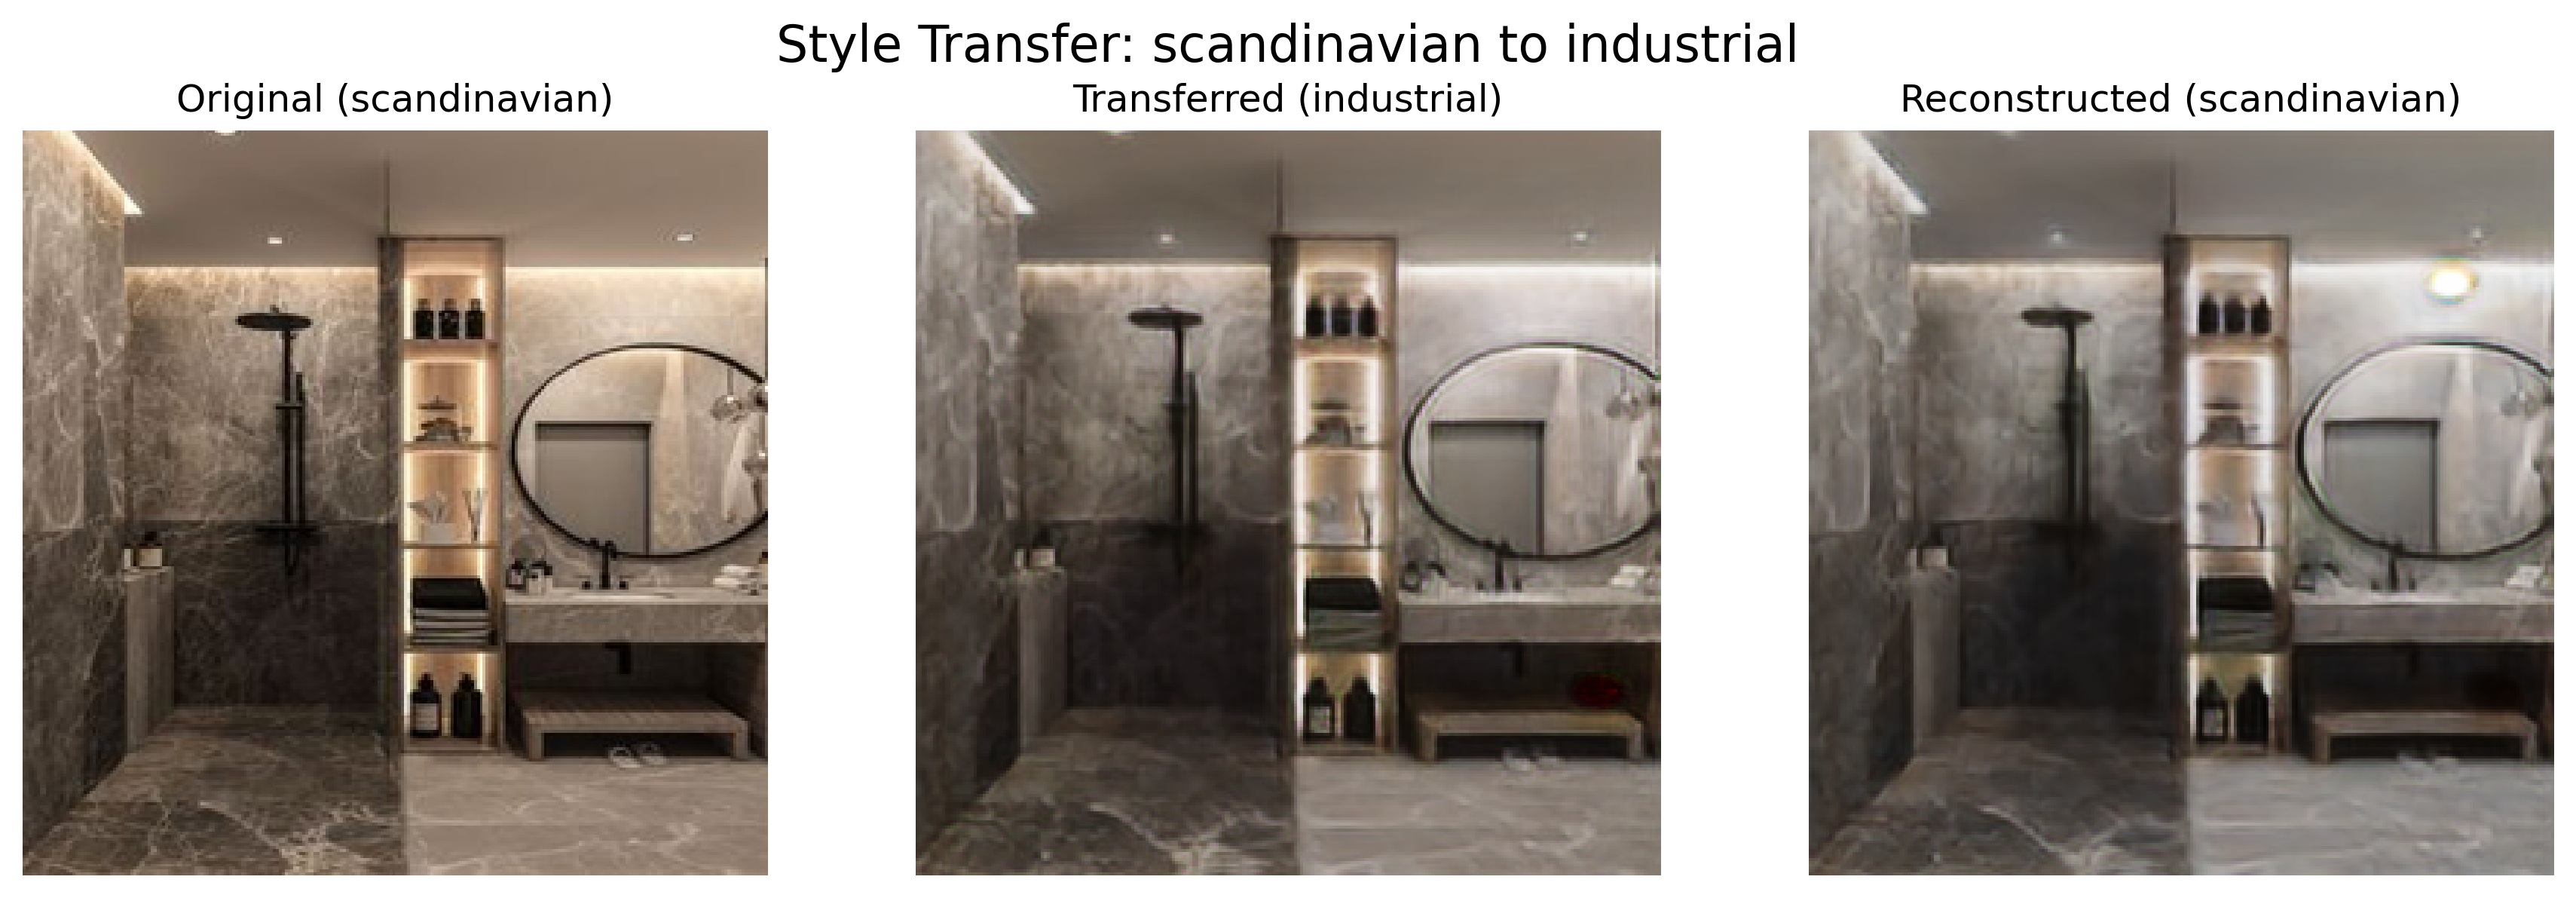 Style Transfer: scandinavian to industrial
Original (scandinavian)
Transferred (industrial)
Reconstructed (scandinavian)